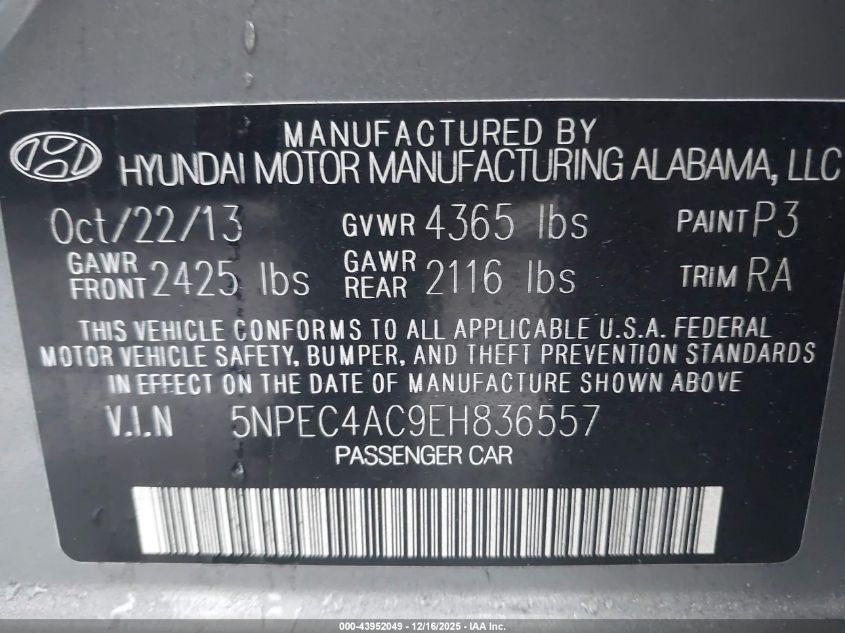 MANUFACTURED BY
HYUNDAI MOTOR MANUFACTURING ALABAMA, LLC
Oct/22/13 GVWR 4365 lbs PAINT P3
GAWR FRONT 2425 lbs GAWR REAR 2116 lbs TRIM RA
THIS VEHICLE CONFORMS TO ALL APPLICABLE U.S.A. FEDERAL
MOTOR VEHICLE SAFETY, BUMPER, AND THEFT PREVENTION STANDARDS
IN EFFECT ON THE DATE OF MANUFACTURE SHOWN ABOVE
V.I.N 5NPEC4AC9EH836557
PASSENGER CAR
000-43952049 - 12/16/2025 - IAA Inc.